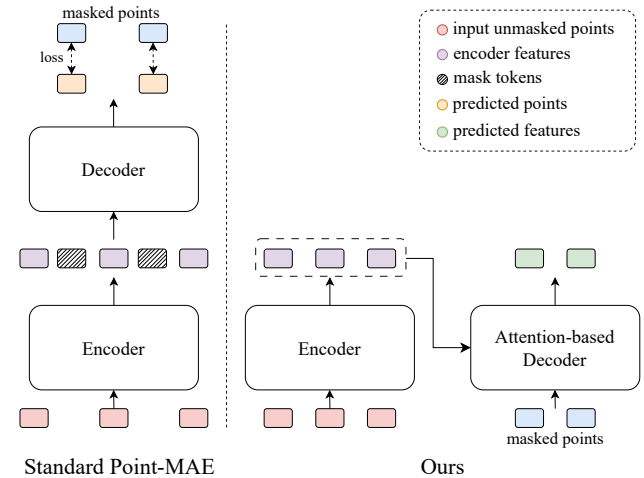 masked points
loss
Decoder
Encoder
Standard Point-MAE
input unmasked points
encoder features
mask tokens
predicted points
predicted features
Encoder
Attention-based
Decoder
masked points
Ours